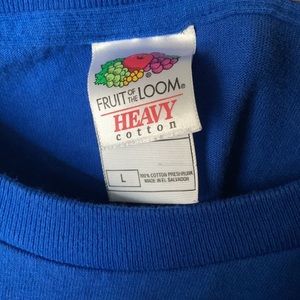 FRUIT OF THE LOOM®
HEAVY
cotton
L
100% COTTON PRESHRUNK
MADE IN EL SALVADOR